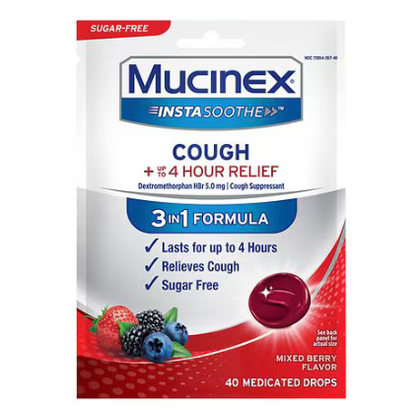 SUGAR-FREE
Mucinex®
INSTASOOTHE™
COUGH
+ UP TO 4 HOUR RELIEF
Dextromethorphan HBr 5.0 mg | Cough Suppressant
3 IN 1 FORMULA
✓ Lasts for up to 4 Hours
✓ Relieves Cough
✓ Sugar Free
See back
panel for
actual size
MIXED BERRY
FLAVOR
40 MEDICATED DROPS